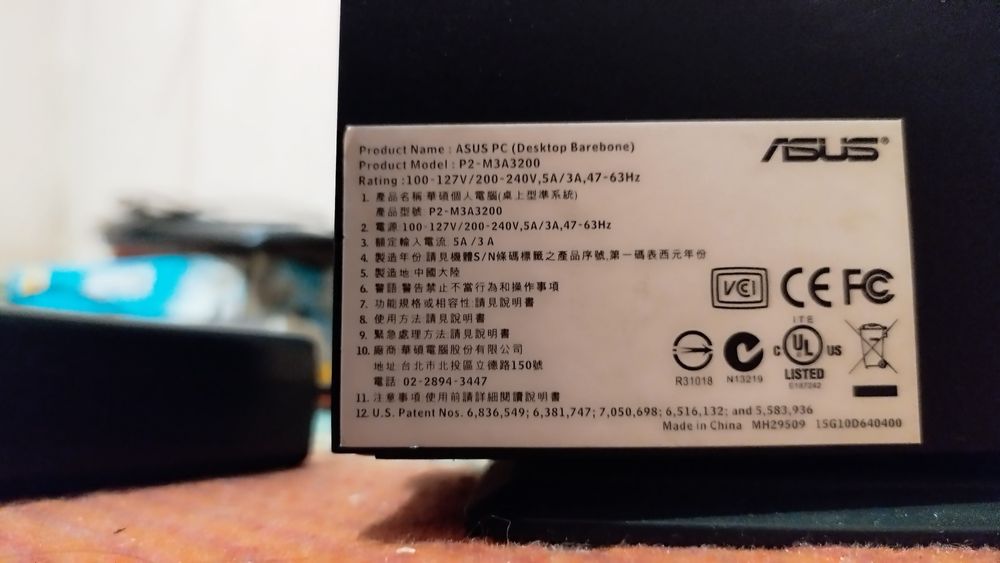 ASUS®
Product Name : ASUS PC (Desktop Barebone)
Product Model : P2-M3A3200
Rating :100-127V/200-240V,5A/3A,47-63Hz
1. 產品名稱 華碩個人電腦(桌上型準系統)
產品型號 P2-M3A3200
2. 電源 100-127V/200-240V,5A/3A,47-63Hz
3. 額定輸入電流 5A/3A
4. 製造年份 請見機體S/N條碼標籤之產品序號,第一碼表西元年份
5. 製造地 中國大陸
6. 警語 警告禁止不當行為和操作事項
7. 功能規格或相容性:請見說明書
8. 使用方法:請見說明書
9. 緊急處理方法:請見說明書
10. 廠商 華碩電腦股份有限公司
地址 台北市北投區立德路150號
電話 02-2894-3447
11. 注意事項 使用前請詳細閱讀說明書
12. U.S. Patent Nos. 6,836,549; 6,381,747; 7,050,698; 6,516,132; and 5,583,936
Made in China MH29509 15G10D640400
VCI CE FC
R31018
N13219
ITE
C UL US
LISTED
E187242